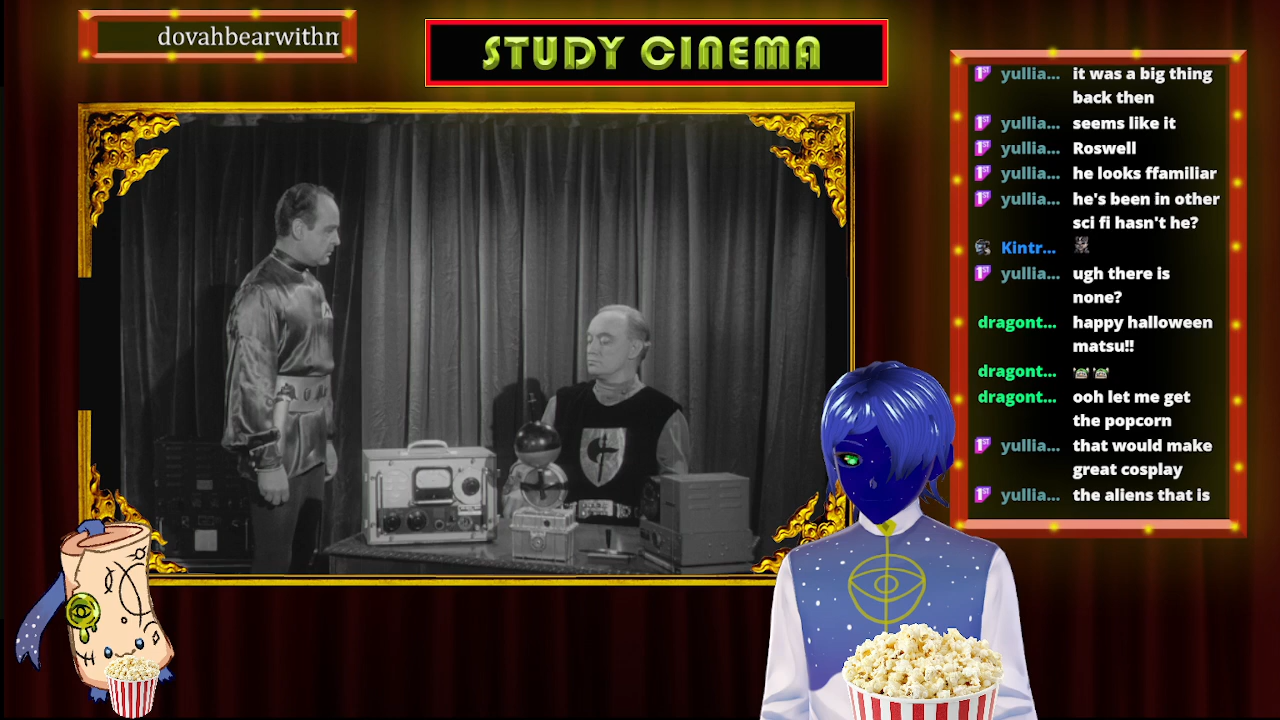 dovahbearwithm
STUDY CINEMA
yullia... it was a big thing
back then
yullia... seems like it
yullia... Roswell
yullia... he looks ffamiliar
yullia... he's been in other
sci fi hasn't he?
Kintr...
yullia... ugh there is
none?
dragont... happy halloween
matsu!!
dragont...
dragont... ooh let me get
the popcorn
yullia... that would make
great cosplay
yullia... the aliens that is